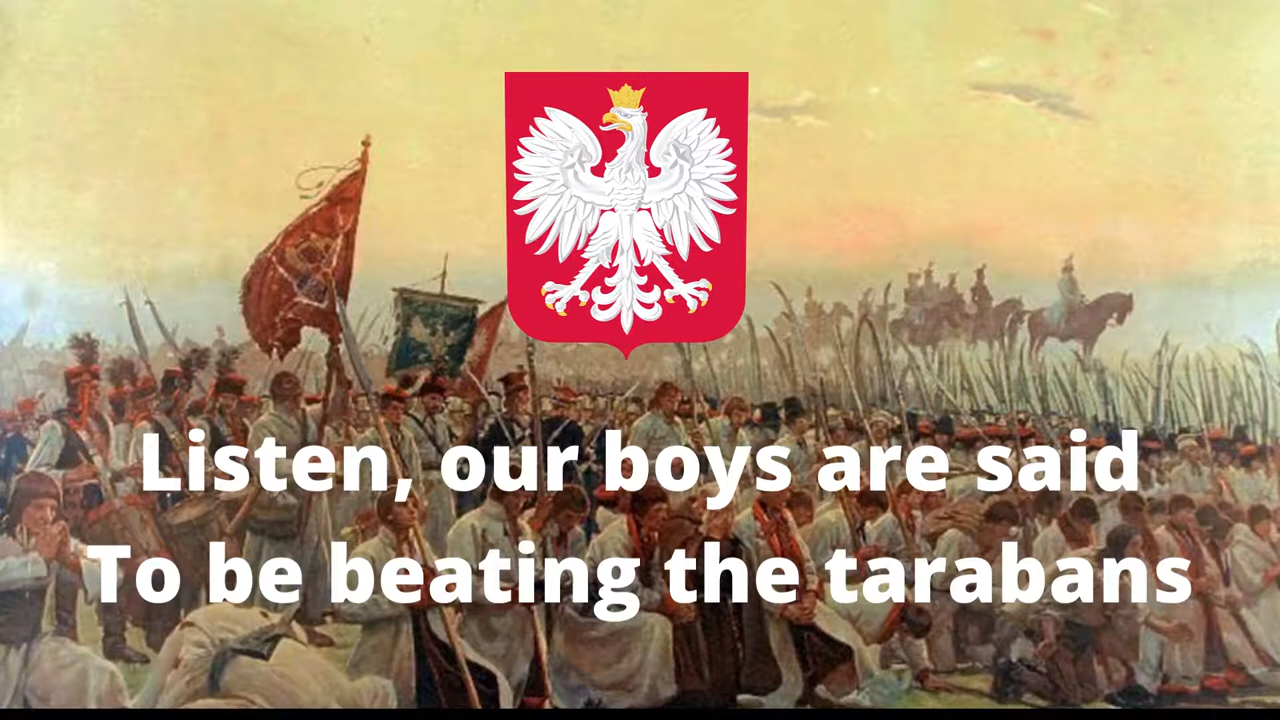 Listen, our boys are said
To be beating the tarabans